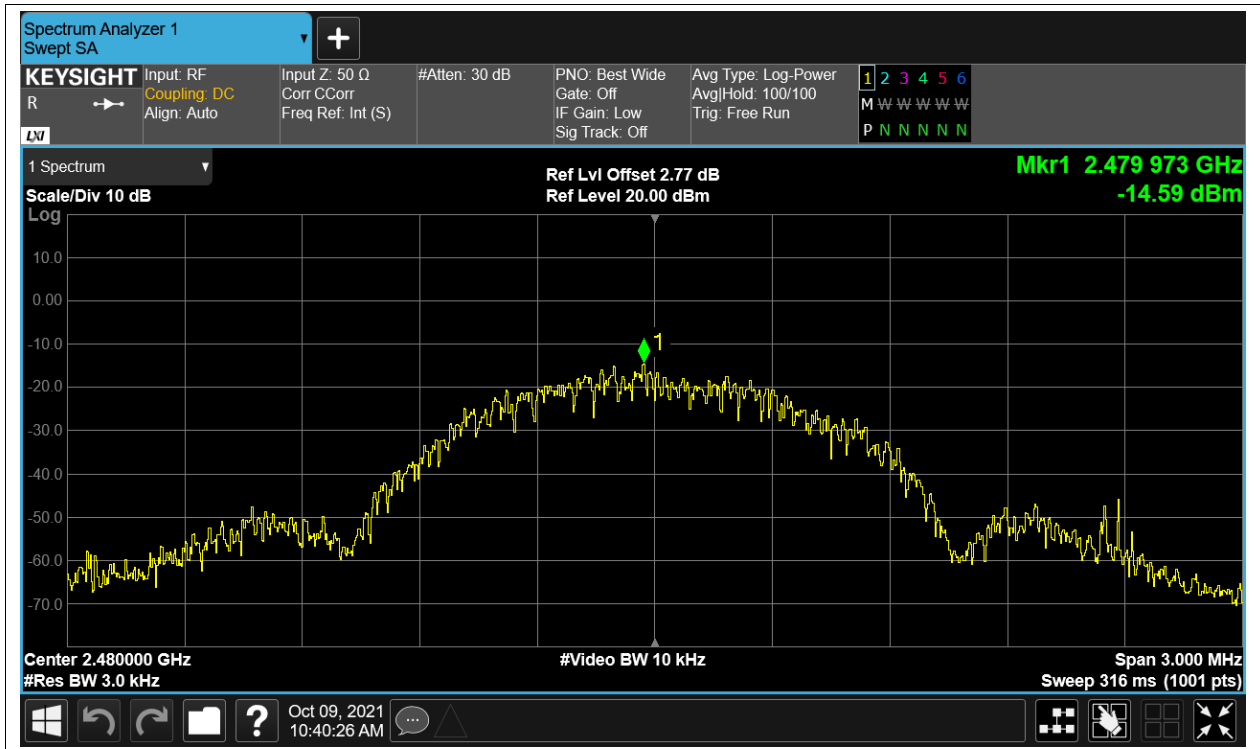 Spectrum Analyzer 1
Swept SA
KEYSIGHT
R
LXI
Input: RF
Coupling: DC
Align: Auto
Input Z: 50 Ω
Corr CCorr
Freq Ref: Int (S)
#Atten: 30 dB
PNO: Best Wide
Gate: Off
IF Gain: Low
Sig Track: Off
Avg Type: Log-Power
Avg|Hold: 100/100
Trig: Free Run
1 2 3 4 5 6
M W W W W W W
P N N N N N N
1 Spectrum
Scale/Div 10 dB
Ref Lvl Offset 2.77 dB
Ref Level 20.00 dBm
Mkr1 2.479 973 GHz
-14.59 dBm
Log
10.0
0.00
-10.0
1
-20.0
-30.0
-40.0
-50.0
-60.0
-70.0
Center 2.480000 GHz
#Video BW 10 kHz
Span 3.000 MHz
#Res BW 3.0 kHz
Sweep 316 ms (1001 pts)
?
Oct 09, 2021
10:40:26 AM